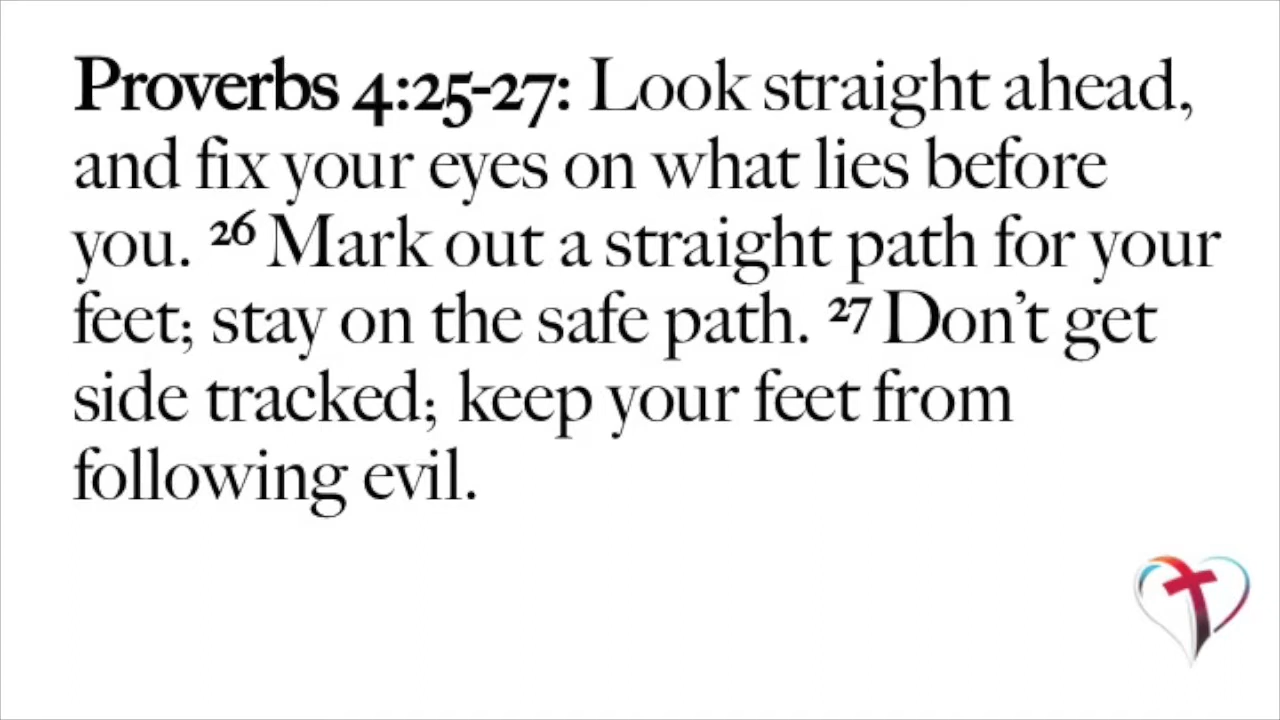 Proverbs 4:25-27: Look straight ahead,
and fix your eyes on what lies before
you. 26 Mark out a straight path for your
feet; stay on the safe path. 27 Don’t get
side tracked; keep your feet from
following evil.